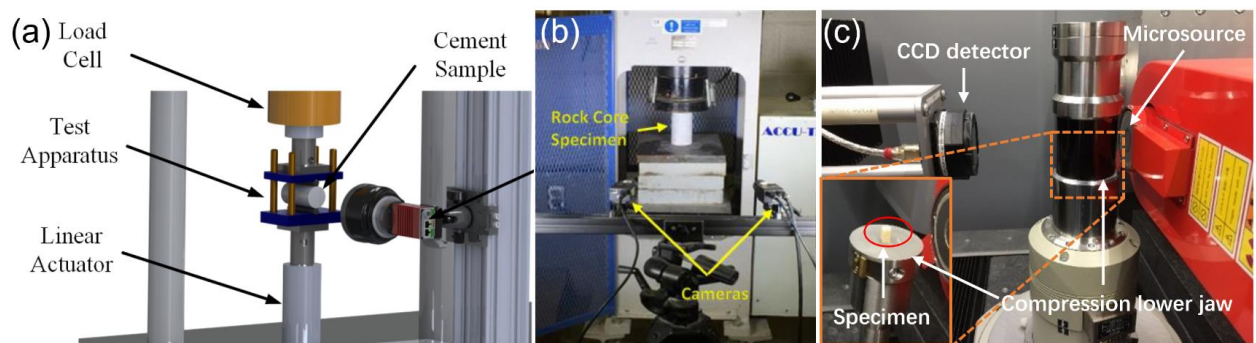 (a)
Load
Cell
Cement
Sample
Test
Apparatus
Linear
Actuator
(b)
Rock Core
Specimen
ACCU-T
Cameras
(c)
CCD detector
Microsource
Specimen
Compression lower jaw